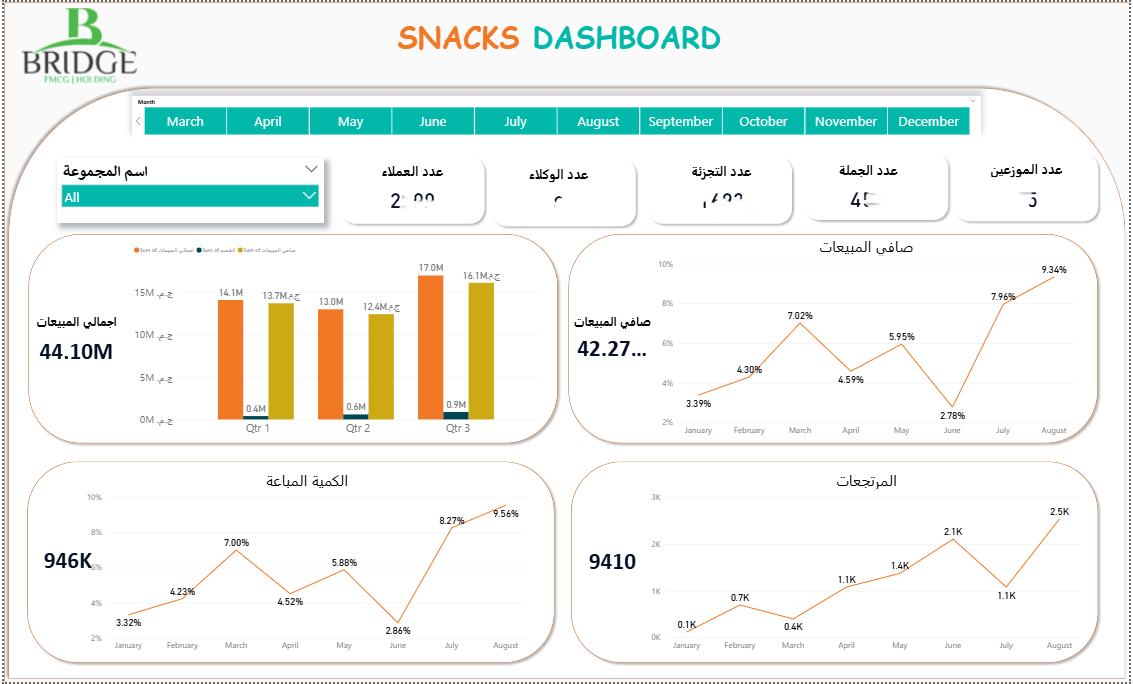 BRIDGE
FMCG | HOLDING
SNACKS DASHBOARD
Month
March April May June July August September October November December
اسم المجموعة
All
عدد العملاء
عدد الوكلاء
عدد التجزئة
عدد الجملة
عدد الموزعين
Sum of اجمالي المبيعات Sum of الخصم Sum of صافي المبيعات
اجمالي المبيعات
44.10M
15M ج.م.
10M ج.م.
5M ج.م.
0M ج.م.
14.1M 0.4M 13.7M ج.م
13.0M 0.6M 12.4M ج.م
17.0M 0.9M 16.1M ج.م
Qtr 1 Qtr 2 Qtr 3
صافي المبيعات
صافي المبيعات
42.27...
10%
8%
6%
4%
2%
3.39% 4.30% 7.02% 4.59% 5.95% 2.78% 7.96% 9.34%
January February March April May June July August
الكمية المباعة
946K
10%
8%
6%
4%
2%
3.32% 4.23% 7.00% 4.52% 5.88% 2.86% 8.27% 9.56%
January February March April May June July August
المرتجعات
9410
3K
2K
1K
0K
0.1K 0.7K 0.4K 1.1K 1.4K 2.1K 1.1K 2.5K
January February March April May June July August